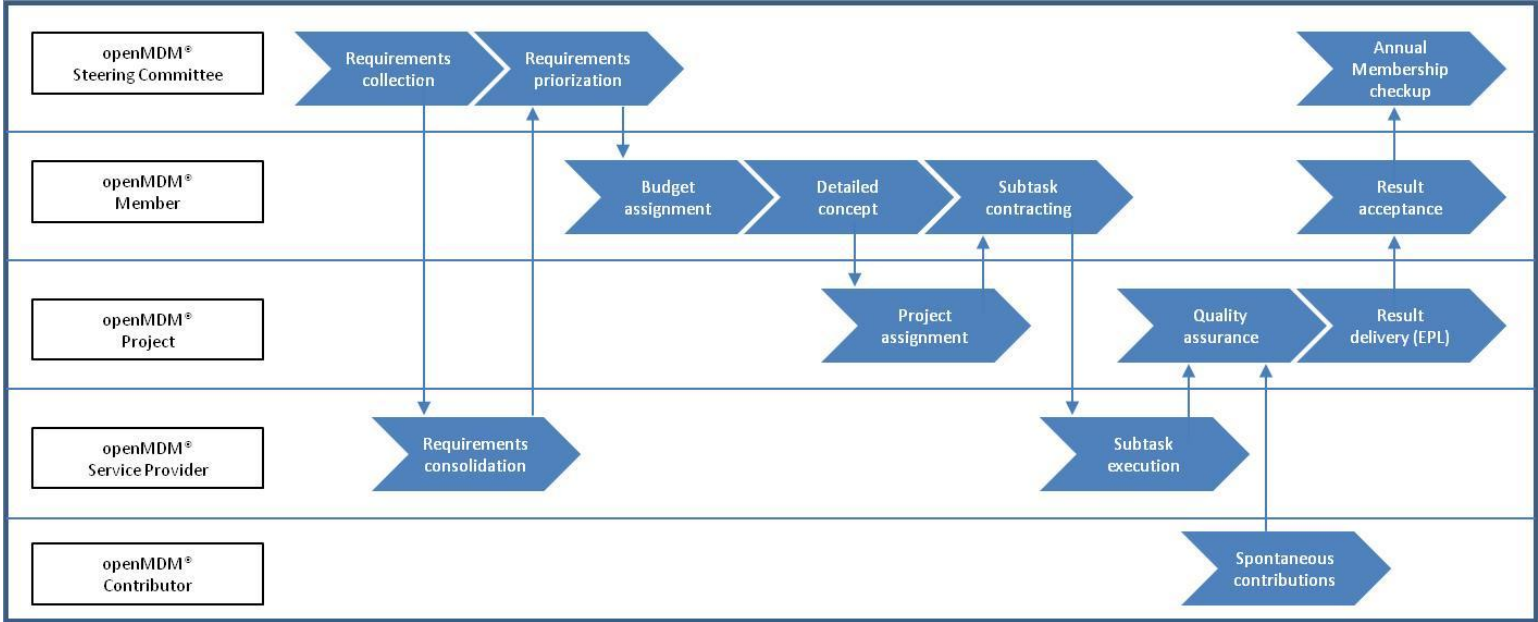 openMDM®
Steering Committee
Requirements
collection
Requirements
priorization
Annual
Membership
checkup
openMDM®
Member
Budget
assignment
Detailed
concept
Subtask
contracting
Result
acceptance
openMDM®
Project
Project
assignment
Quality
assurance
Result
delivery (EPL)
openMDM®
Service Provider
Requirements
consolidation
Subtask
execution
openMDM®
Contributor
Spontaneous
contributions